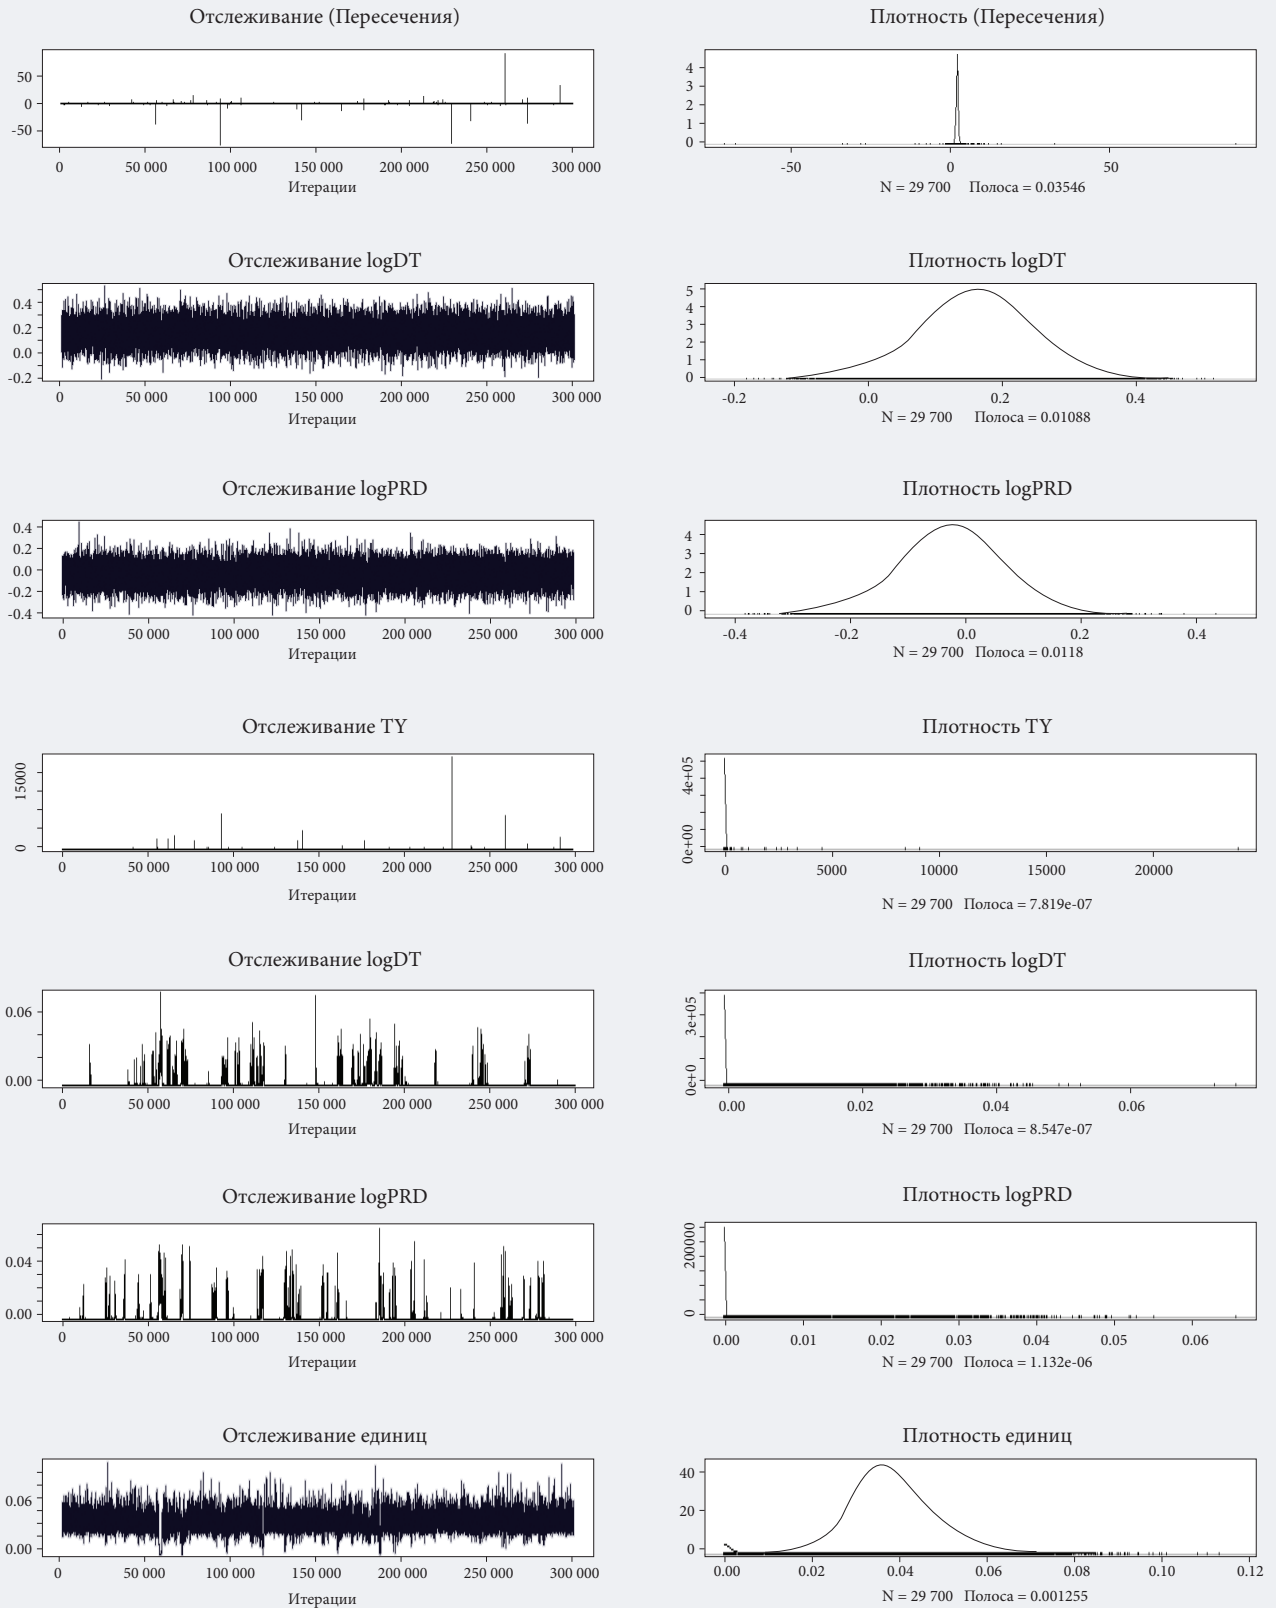 Отслеживание (Пересечения)
Плотность (Пересечения)
50
0
-50
0 50 000 100 000 150 000 200 000 250 000 300 000
Итерации
4
3
2
1
0
-50 0 50
N = 29 700 Полоса = 0.03546
Отслеживание logDT
Плотность logDT
0.4
0.2
0.0
-0.2
0 50 000 100 000 150 000 200 000 250 000 300 000
Итерации
5
4
3
2
1
0
-0.2 0.0 0.2 0.4
N = 29 700 Полоса = 0.01088
Отслеживание logPRD
Плотность logPRD
0.4
0.2
0.0
-0.2
-0.4
0 50 000 100 000 150 000 200 000 250 000 300 000
Итерации
4
3
2
1
0
-0.4 -0.2 0.0 0.2 0.4
N = 29 700 Полоса = 0.0118
Отслеживание TY
Плотность TY
15000
0
0 50 000 100 000 150 000 200 000 250 000 300 000
Итерации
4e+05
0e+00
0 5000 10000 15000 20000
N = 29 700 Полоса = 7.819e-07
Отслеживание logDT
Плотность logDT
0.06
0.00
0 50 000 100 000 150 000 200 000 250 000 300 000
Итерации
3e+05
0e+0
0.00 0.02 0.04 0.06
N = 29 700 Полоса = 8.547e-07
Отслеживание logPRD
Плотность logPRD
0.04
0.00
0 50 000 100 000 150 000 200 000 250 000 300 000
Итерации
200000
0
0.00 0.01 0.02 0.03 0.04 0.05 0.06
N = 29 700 Полоса = 1.132e-06
Отслеживание единиц
Плотность единиц
0.06
0.00
0 50 000 100 000 150 000 200 000 250 000 300 000
Итерации
40
20
0
0.00 0.02 0.04 0.06 0.08 0.10 0.12
N = 29 700 Полоса = 0.001255